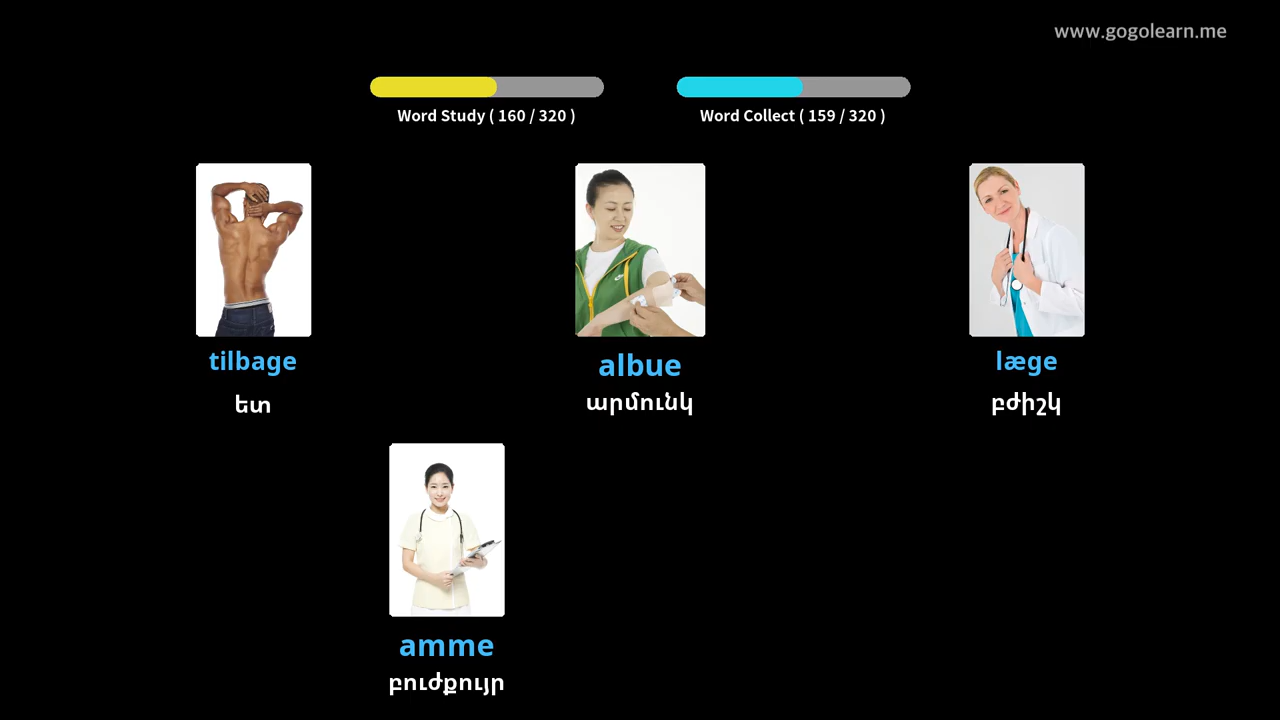 www.gogolearn.me
Word Study ( 160 / 320 )
Word Collect ( 159 / 320 )
tilbage
ետ
albue
արմունկ
læge
բժիշկ
amme
բուժքույր